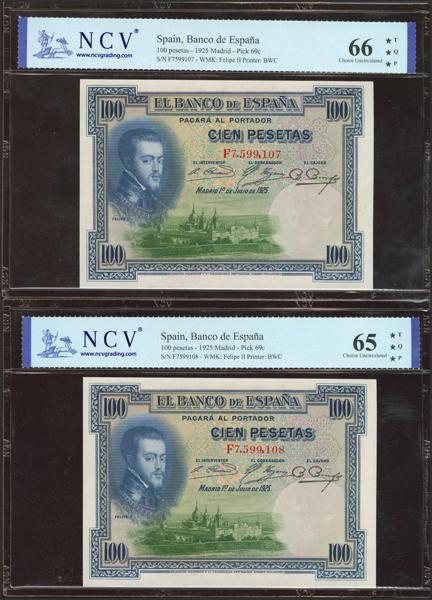 NCV®
www.ncvgrading.com
Spain, Banco de España
100 pesetas - 1925 Madrid - Pick 69c
S/N F7599107 - WMK: Felipe II Printer: BWC
66
Choice Uncirculated
★T
★Q
★P
100
100
EL BANCO DE ESPAÑA
PAGARÁ AL PORTADOR
CIEN PESETAS
F7,599,107
EL INTERVENTOR EL GOBERNADOR EL CAJERO
MADRID 1º DE JULIO DE 1925.
FELIPE II
100
100
NCV®
www.ncvgrading.com
Spain, Banco de España
100 pesetas - 1925 Madrid - Pick 69c
S/N F7599108 - WMK: Felipe II Printer: BWC
65
Choice Uncirculated
★T
★Q
★P
100
100
EL BANCO DE ESPAÑA
PAGARÁ AL PORTADOR
CIEN PESETAS
F7,599,108
EL INTERVENTOR EL GOBERNADOR EL CAJERO
MADRID 1º DE JULIO DE 1925.
FELIPE II
100
100